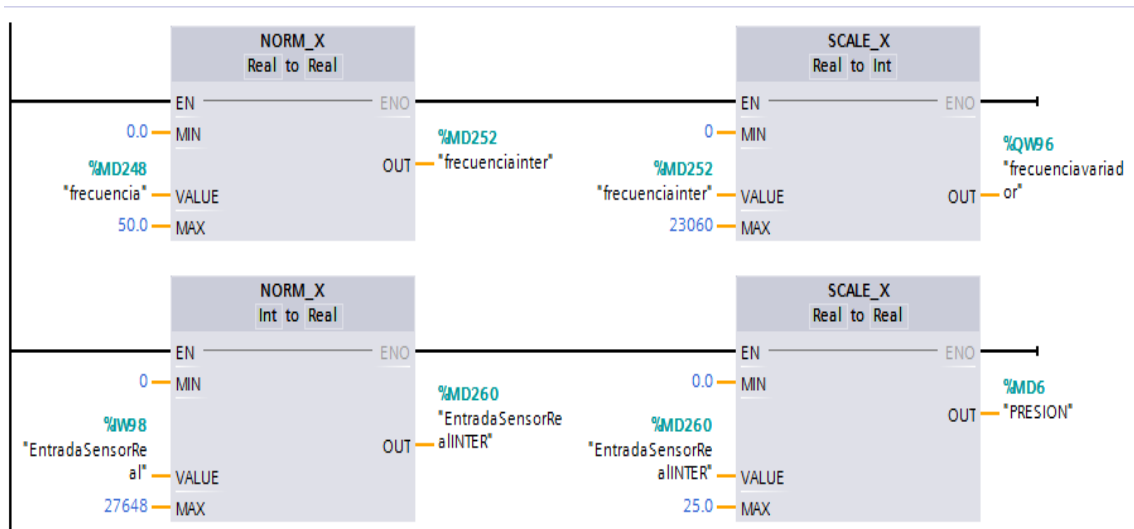 NORM_X
Real to Real
SCALE_X
Real to Int
EN
ENO
EN
ENO
0.0
MIN
0
MIN
%MD248
"frecuencia"
VALUE
OUT
%MD252
"frecuenciainter"
%MD252
"frecuenciainter"
VALUE
OUT
%QW96
"frecuenciavariad
or"
50.0
MAX
23060
MAX
NORM_X
Int to Real
SCALE_X
Real to Real
EN
ENO
EN
ENO
0
MIN
0.0
MIN
%IW98
"EntradaSensorRe
al"
VALUE
OUT
%MD260
"EntradaSensorRe
alINTER"
%MD260
"EntradaSensorRe
alINTER"
VALUE
OUT
%MD6
"PRESION"
27648
MAX
25.0
MAX